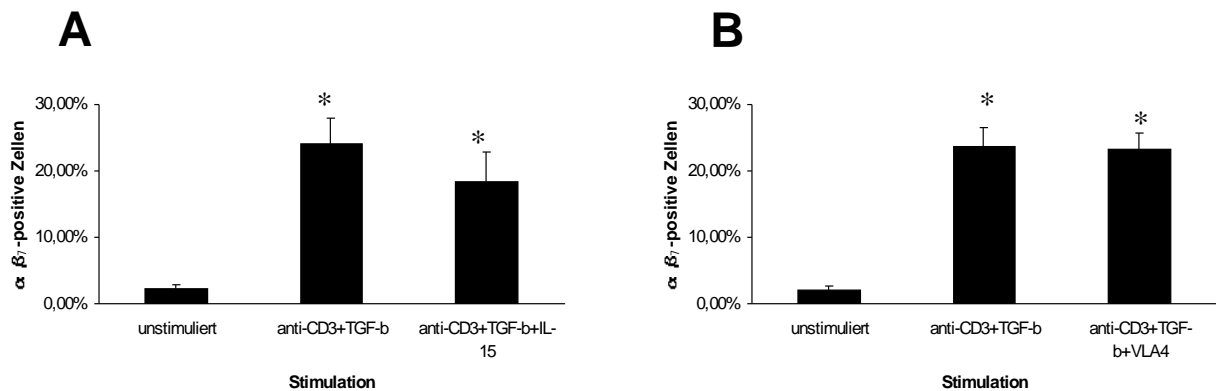 A
30,00%
20,00%
10,00%
0,00%
α β7-positive Zellen
*
*
unstimuliert
anti-CD3+TGF-b
anti-CD3+TGF-b+IL-
15
Stimulation
B
30,00%
20,00%
10,00%
0,00%
α β7-positive Zellen
*
*
unstimuliert
anti-CD3+TGF-b
anti-CD3+TGF-
b+VLA4
Stimulation